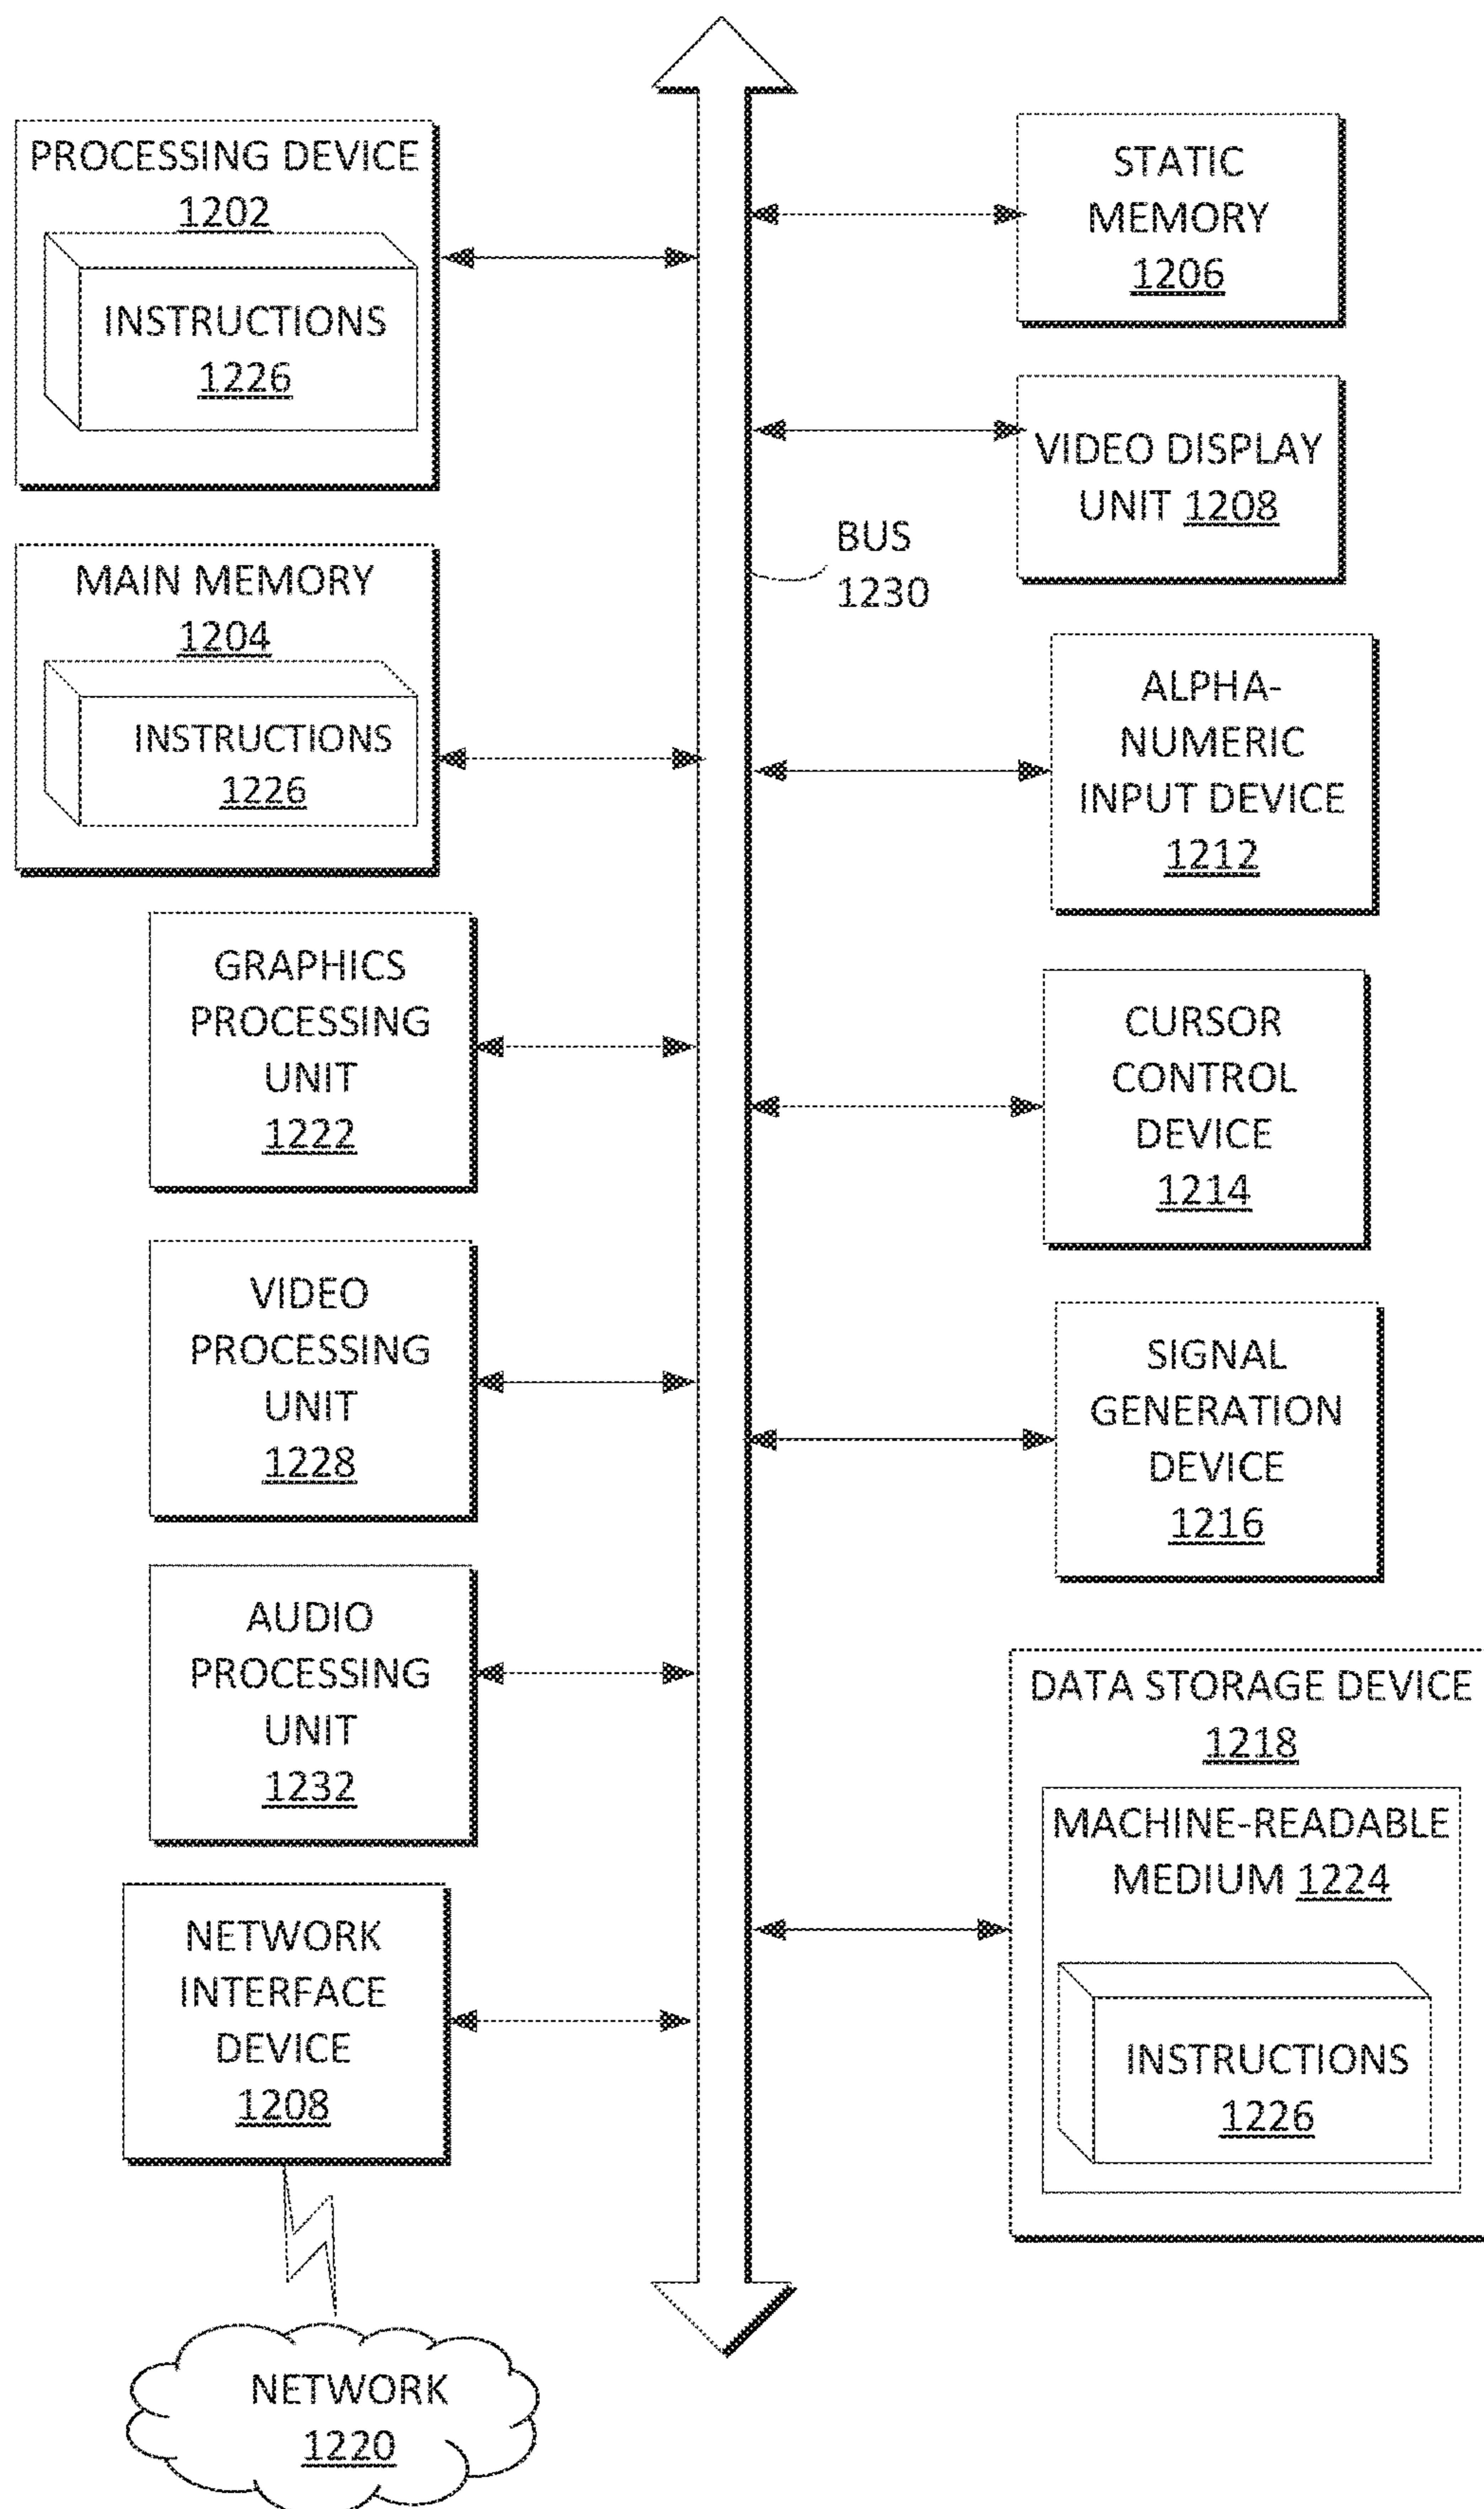 PROCESSING DEVICE
1202
INSTRUCTIONS
1226
MAIN MEMORY
1204
INSTRUCTIONS
1226
GRAPHICS
PROCESSING
UNIT
1222
VIDEO
PROCESSING
UNIT
1228
AUDIO
PROCESSING
UNIT
1232
NETWORK
INTERFACE
DEVICE
1208
NETWORK
1220
BUS
1230
STATIC
MEMORY
1206
VIDEO DISPLAY
UNIT 1208
ALPHA-
NUMERIC
INPUT DEVICE
1212
CURSOR
CONTROL
DEVICE
1214
SIGNAL
GENERATION
DEVICE
1216
DATA STORAGE DEVICE
1218
MACHINE-READABLE
MEDIUM 1224
INSTRUCTIONS
1226